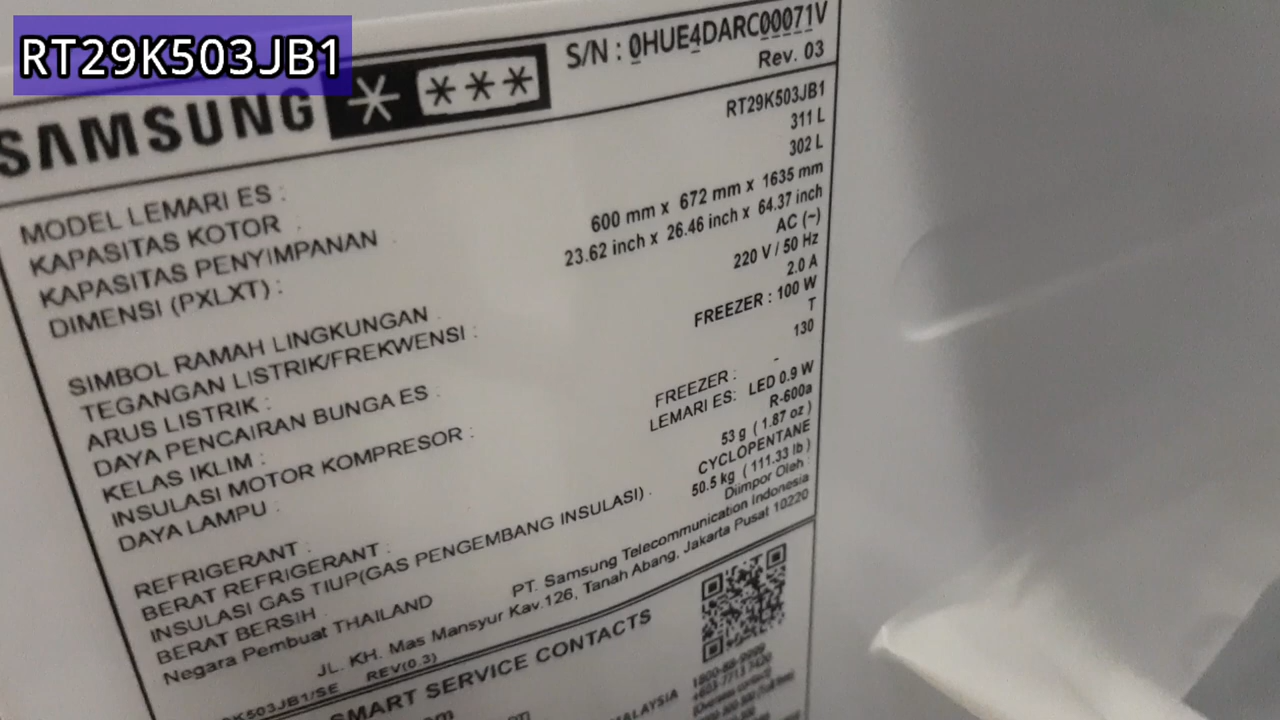 RT29K503JB1
SAMSUNG
S/N : 0HUE4DARC00071V
Rev. 03
MODEL LEMARI ES : RT29K503JB1
KAPASITAS KOTOR : 311 L
KAPASITAS PENYIMPANAN : 302 L
DIMENSI (PXLXT) : 600 mm x 672 mm x 1635 mm
23.62 inch x 26.46 inch x 64.37 inch
SIMBOL RAMAH LINGKUNGAN : AC (~)
TEGANGAN LISTRIK/FREKWENSI : 220 V / 50 Hz
ARUS LISTRIK : 2.0 A
DAYA PENCAIRAN BUNGA ES : FREEZER : 100 W
KELAS IKLIM : T
INSULASI MOTOR KOMPRESOR : 130
DAYA LAMPU : FREEZER : -
LEMARI ES: LED 0.9 W
REFRIGERANT : R-600a
BERAT REFRIGERANT : 53 g ( 1.87 oz )
INSULASI GAS TIUP(GAS PENGEMBANG INSULASI) : CYCLOPENTANE
BERAT BERSIH : 50.5 kg ( 111.33 lb )
Negara Pembuat THAILAND
Diimpor Oleh :
PT. Samsung Telecommunication Indonesia
JL. KH. Mas Mansyur Kav.126, Tanah Abang, Jakarta Pusat 10220
K503JB1/SE REV(0.3)
SMART SERVICE CONTACTS